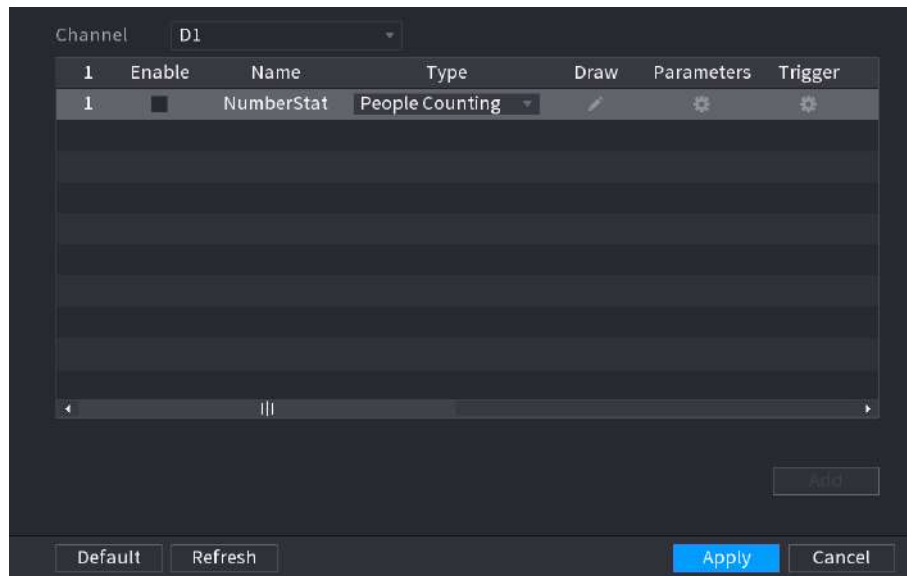 Channel D1
1 Enable Name Type Draw Parameters Trigger
1 NumberStat People Counting
Add
Default Refresh Apply Cancel